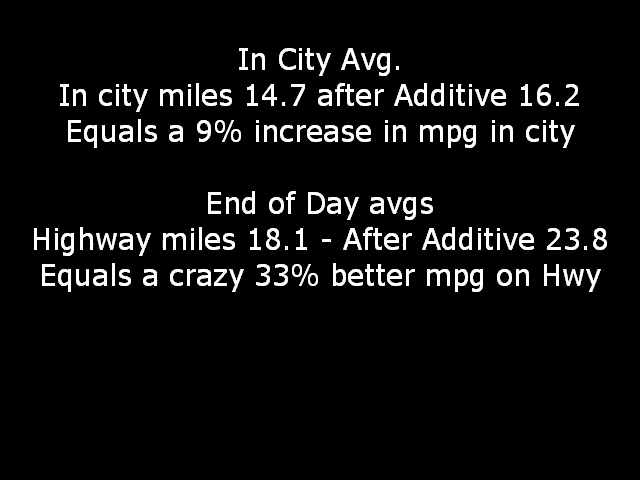 In City Avg.
In city miles 14.7 after Additive 16.2
Equals a 9% increase in mpg in city
End of Day avgs
Highway miles 18.1 - After Additive 23.8
Equals a crazy 33% better mpg on Hwy